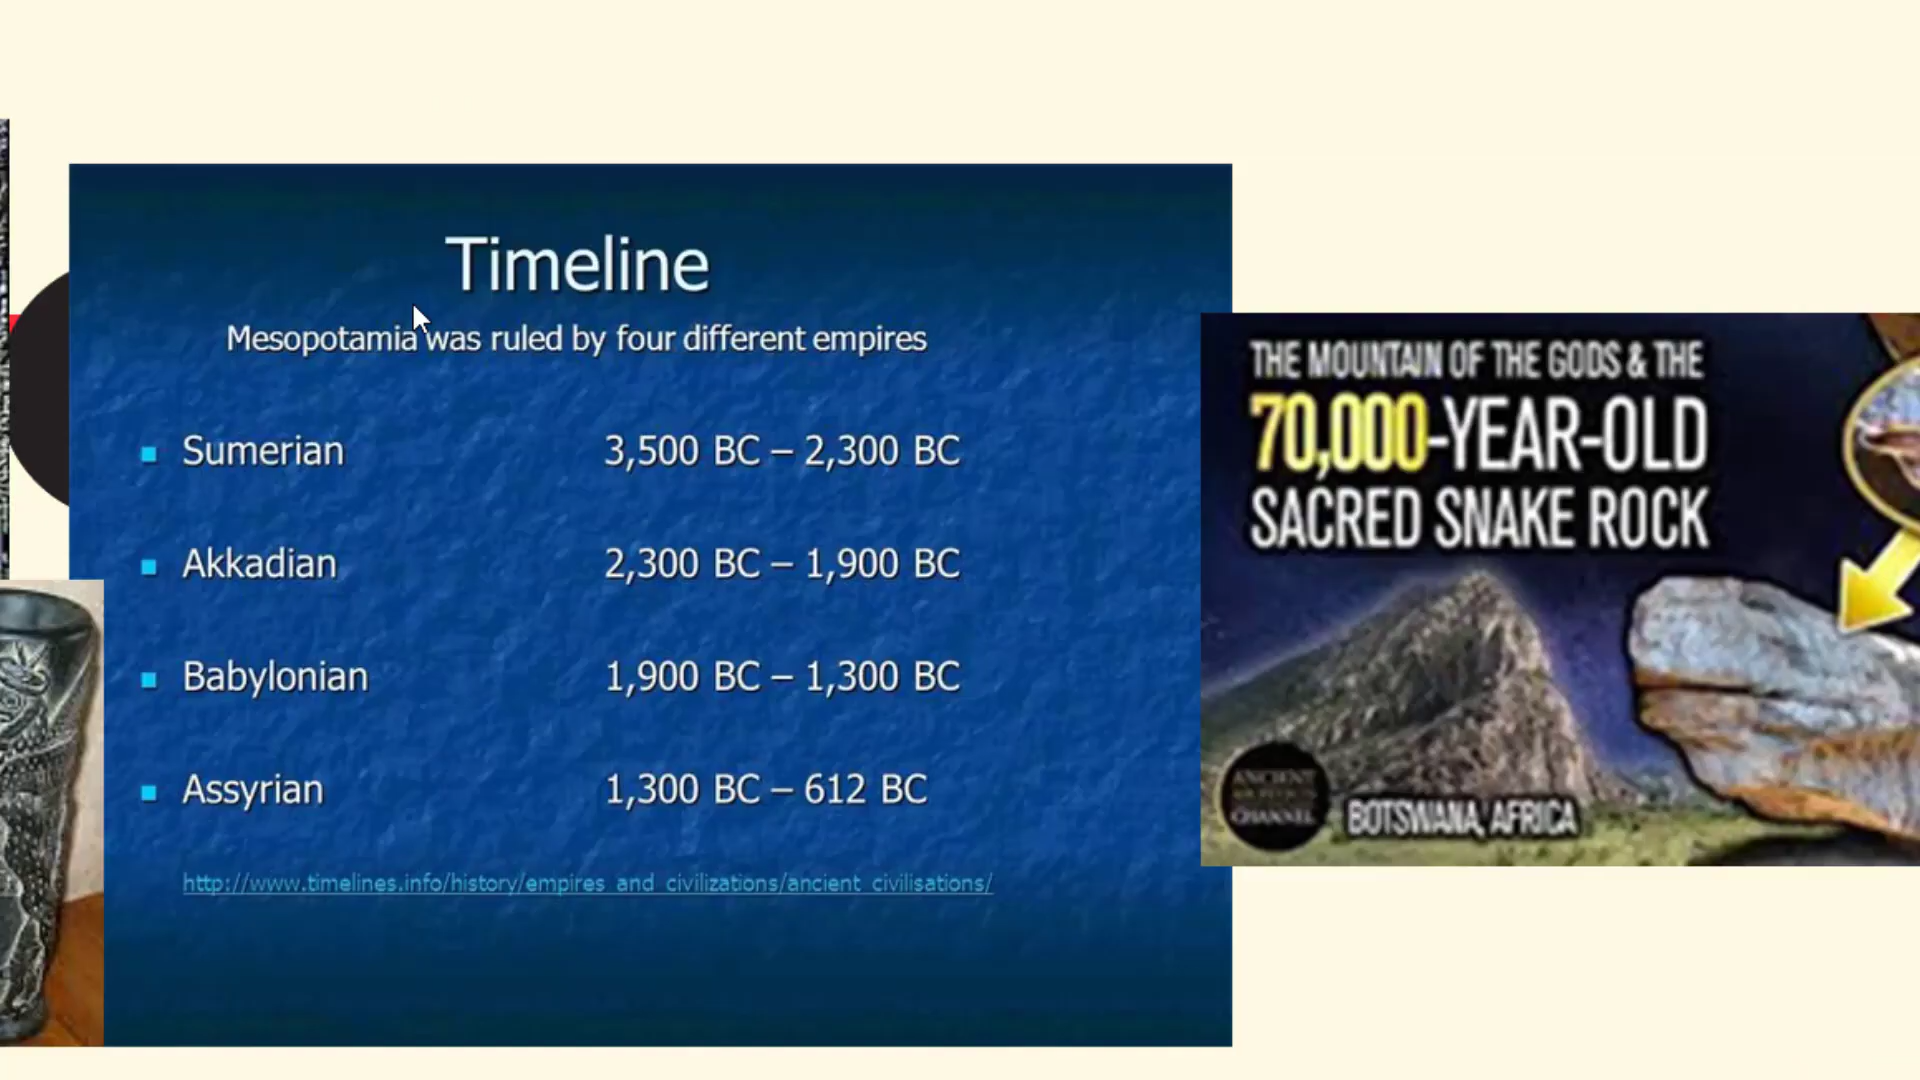 Timeline
Mesopotamia was ruled by four different empires
Sumerian 3,500 BC – 2,300 BC
Akkadian 2,300 BC – 1,900 BC
Babylonian 1,900 BC – 1,300 BC
Assyrian 1,300 BC – 612 BC
http://www.timelines.info/history/empires_and_civilizations/ancient_civilisations/
THE MOUNTAIN OF THE GODS & THE
70,000-YEAR-OLD
SACRED SNAKE ROCK
ANCIENT
ARCHITECTS
CHANNEL
BOTSWANA, AFRICA